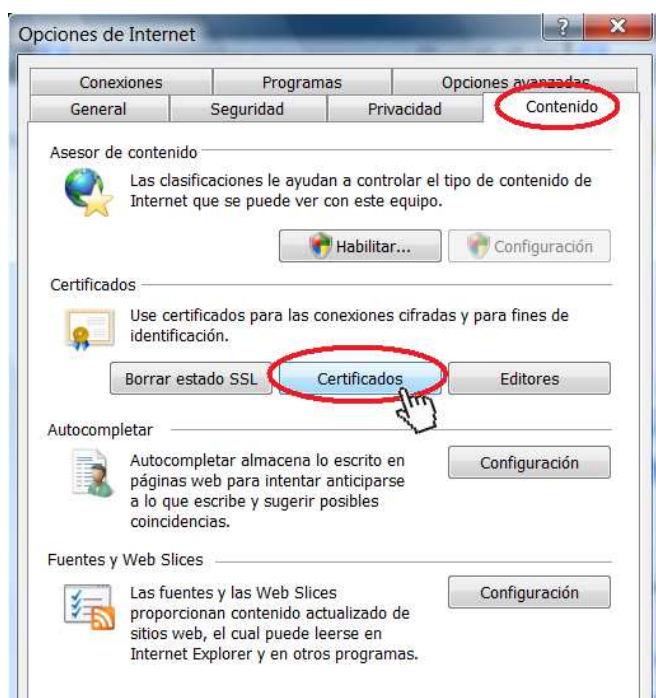 Opciones de Internet
? X
Conexiones Programas Opciones avanzadas
General Seguridad Privacidad Contenido
Asesor de contenido
Las clasificaciones le ayudan a controlar el tipo de contenido de
Internet que se puede ver con este equipo.
Habilitar... Configuración
Certificados
Use certificados para las conexiones cifradas y para fines de
identificación.
Borrar estado SSL Certificados Editores
Autocompletar
Autocompletar almacena lo escrito en
páginas web para intentar anticiparse
a lo que escribe y sugerir posibles
coincidencias.
Configuración
Fuentes y Web Slices
Las fuentes y las Web Slices
proporcionan contenido actualizado de
sitios web, el cual puede leerse en
Internet Explorer y en otros programas.
Configuración